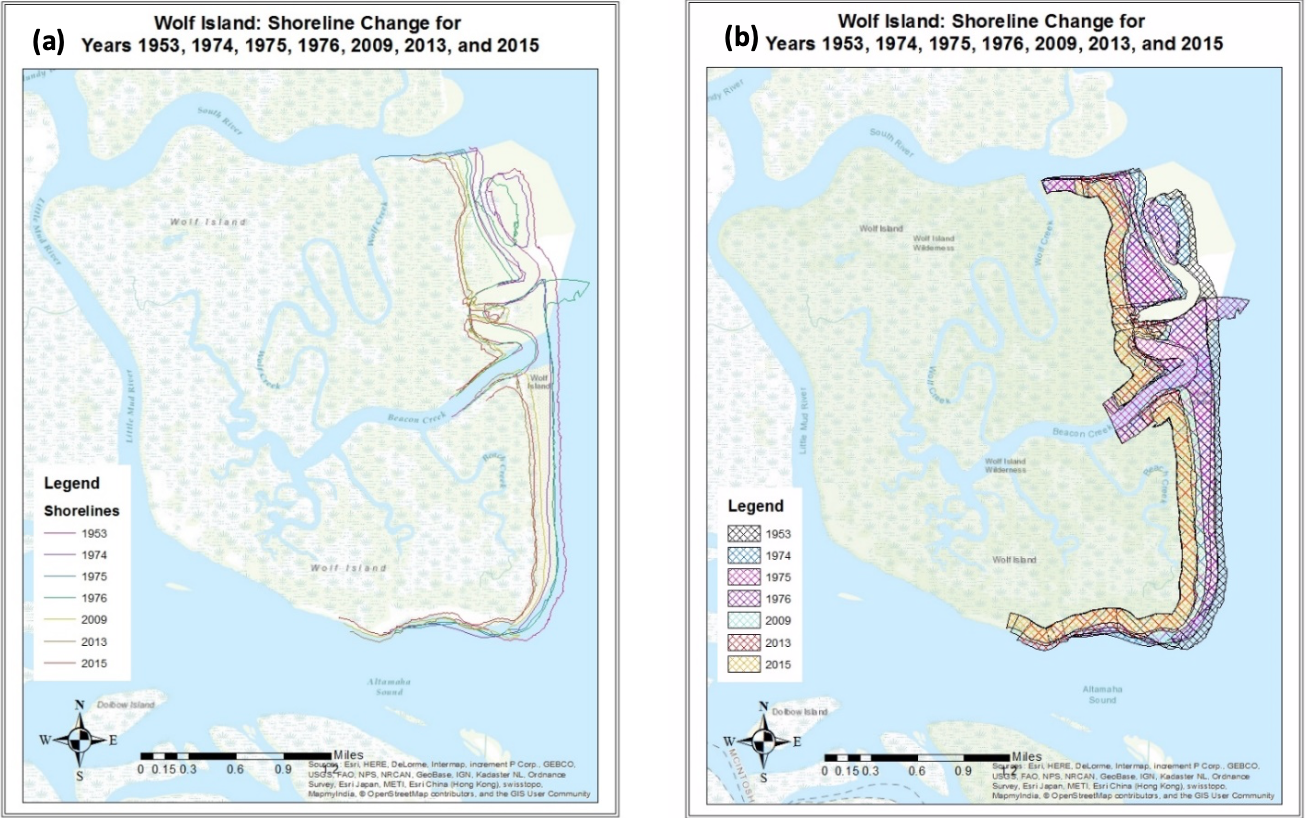 (a)
Wolf Island: Shoreline Change for
Years 1953, 1974, 1975, 1976, 2009, 2013, and 2015
South River
Little Mud River
Wolf Island
Wolf Creek
Wolf Creek
Little Mud River
Wolf
Island
Beacon Creek
Beach Creek
Wolf Island
Legend
Shorelines
1953
1974
1975
1976
2009
2013
2015
Altamaha
Sound
Dolbow Island
N
W
E
S
Miles
0 0.15 0.3 0.6 0.9 1.2
Sources: Esri, HERE, DeLorme, Intermap, increment P Corp., GEBCO,
USGS, FAO, NPS, NRCAN, GeoBase, IGN, Kadaster NL, Ordnance
Survey, Esri Japan, METI, Esri China (Hong Kong), swisstopo,
MapmyIndia, © OpenStreetMap contributors, and the GIS User Community
(b)
Wolf Island: Shoreline Change for
Years 1953, 1974, 1975, 1976, 2009, 2013, and 2015
River
South River
Wolf Island
Wolf Island
Wilderness
Wolf Creek
Wolf Creek
Little Mud River
Beacon Creek
Wolf Island
Wilderness
Beach Creek
Wolf Island
Legend
1953
1974
1975
1976
2009
2013
2015
Altamaha
Sound
Dolbow Island
MCINTOSH
N
W
E
S
Miles
0 0.15 0.3 0.6 0.9 1.2
Sources: Esri, HERE, DeLorme, Intermap, increment P Corp., GEBCO,
USGS, FAO, NPS, NRCAN, GeoBase, IGN, Kadaster NL, Ordnance
Survey, Esri Japan, METI, Esri China (Hong Kong), swisstopo,
MapmyIndia, © OpenStreetMap contributors, and the GIS User Community